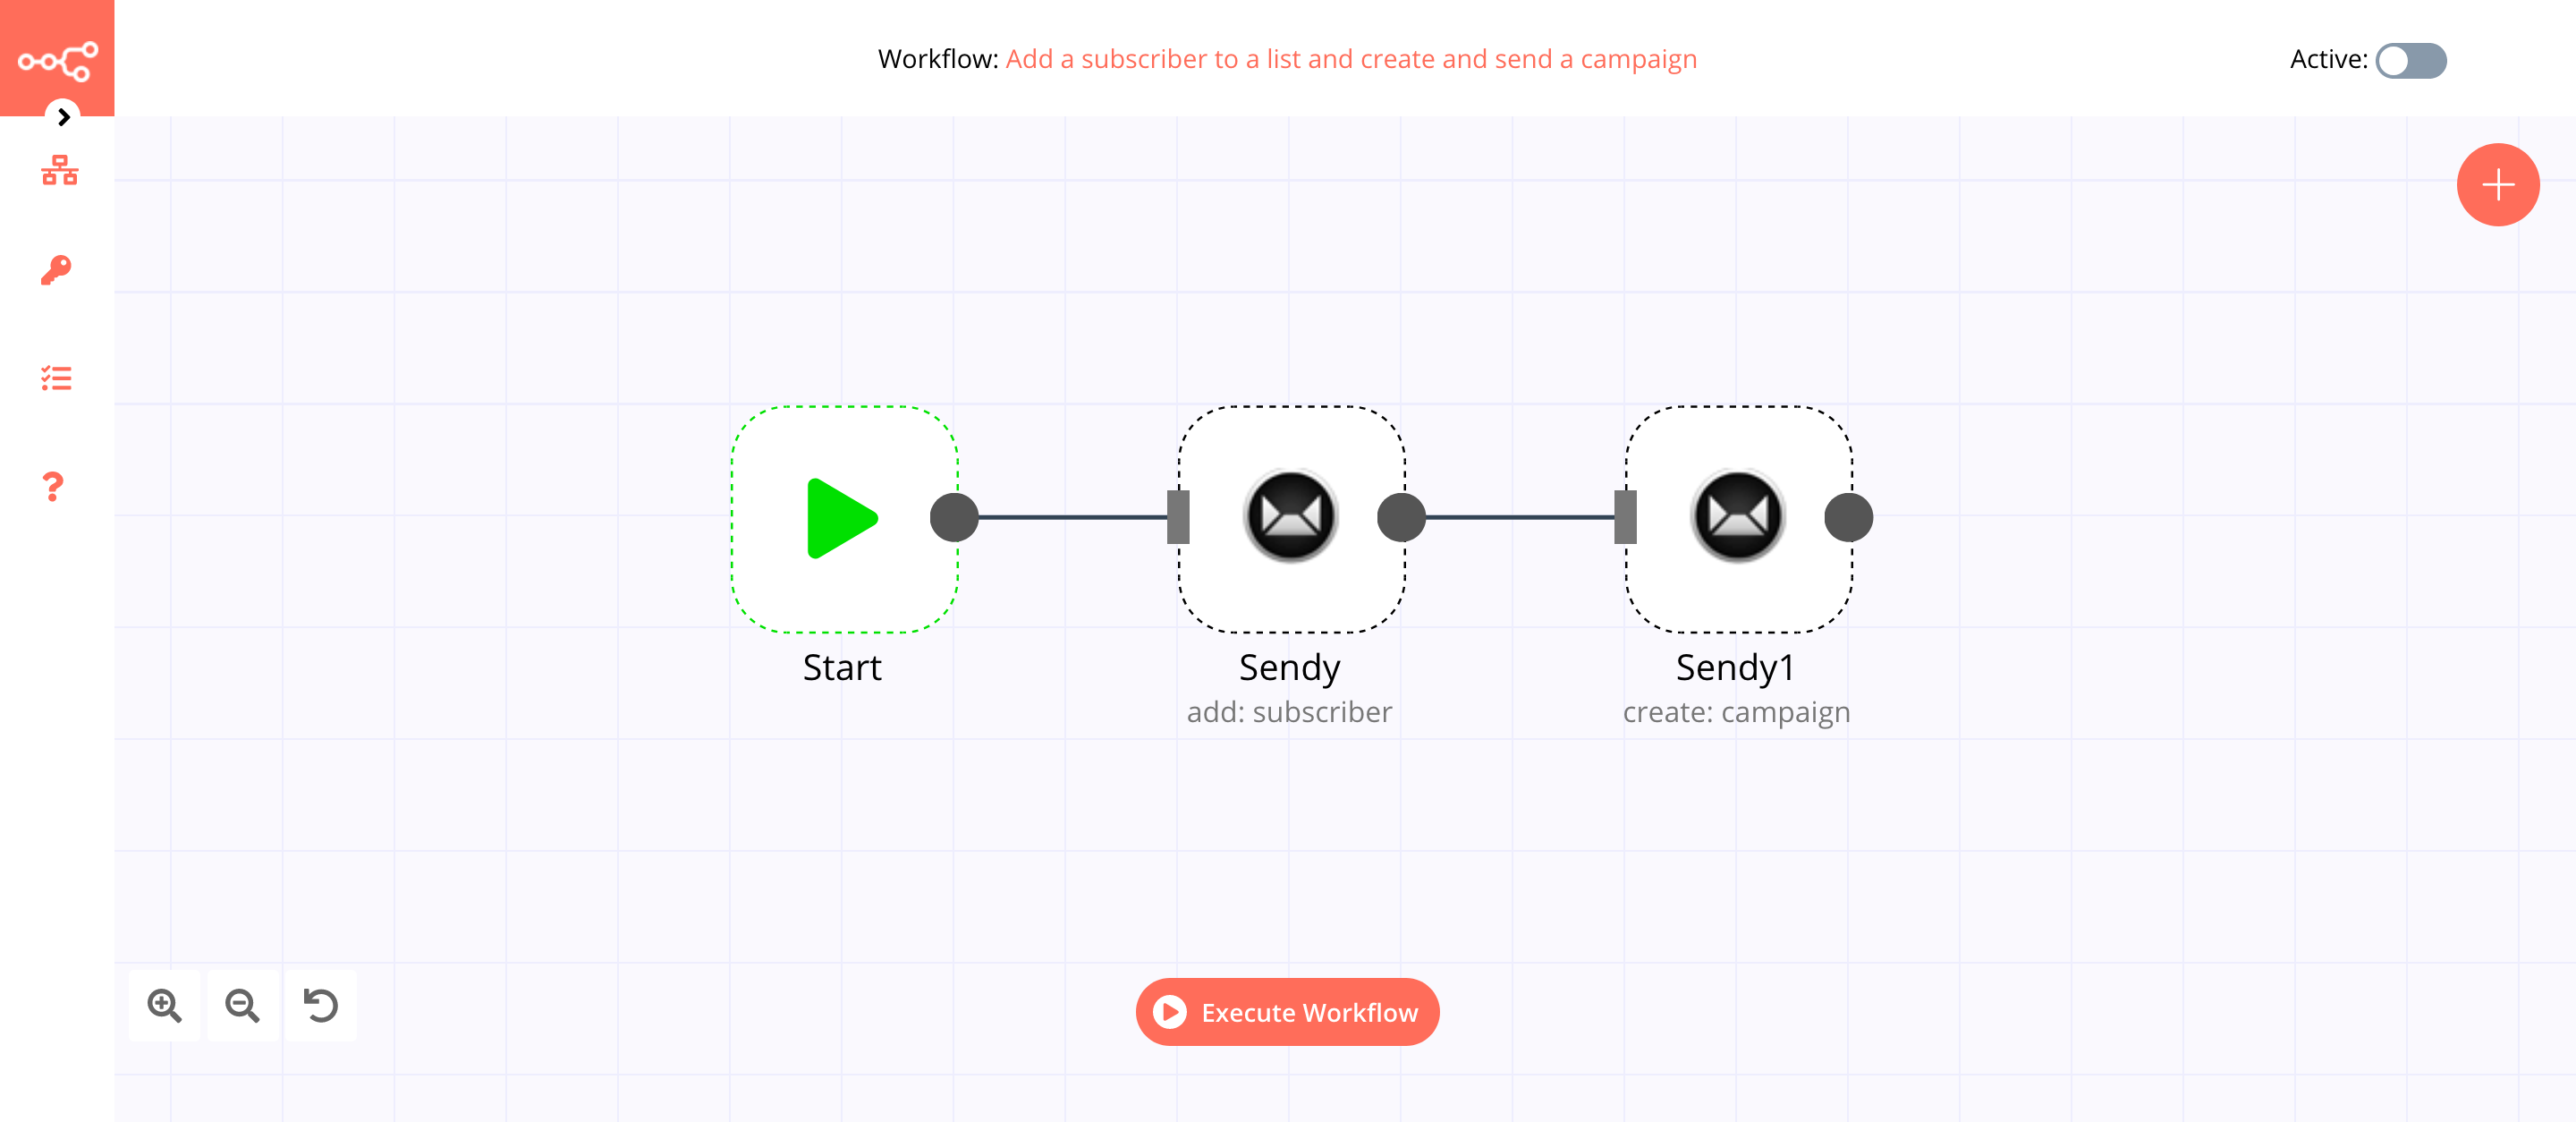 Workflow: Add a subscriber to a list and create and send a campaign
Active:
Start
Sendy
add: subscriber
Sendy1
create: campaign
Execute Workflow